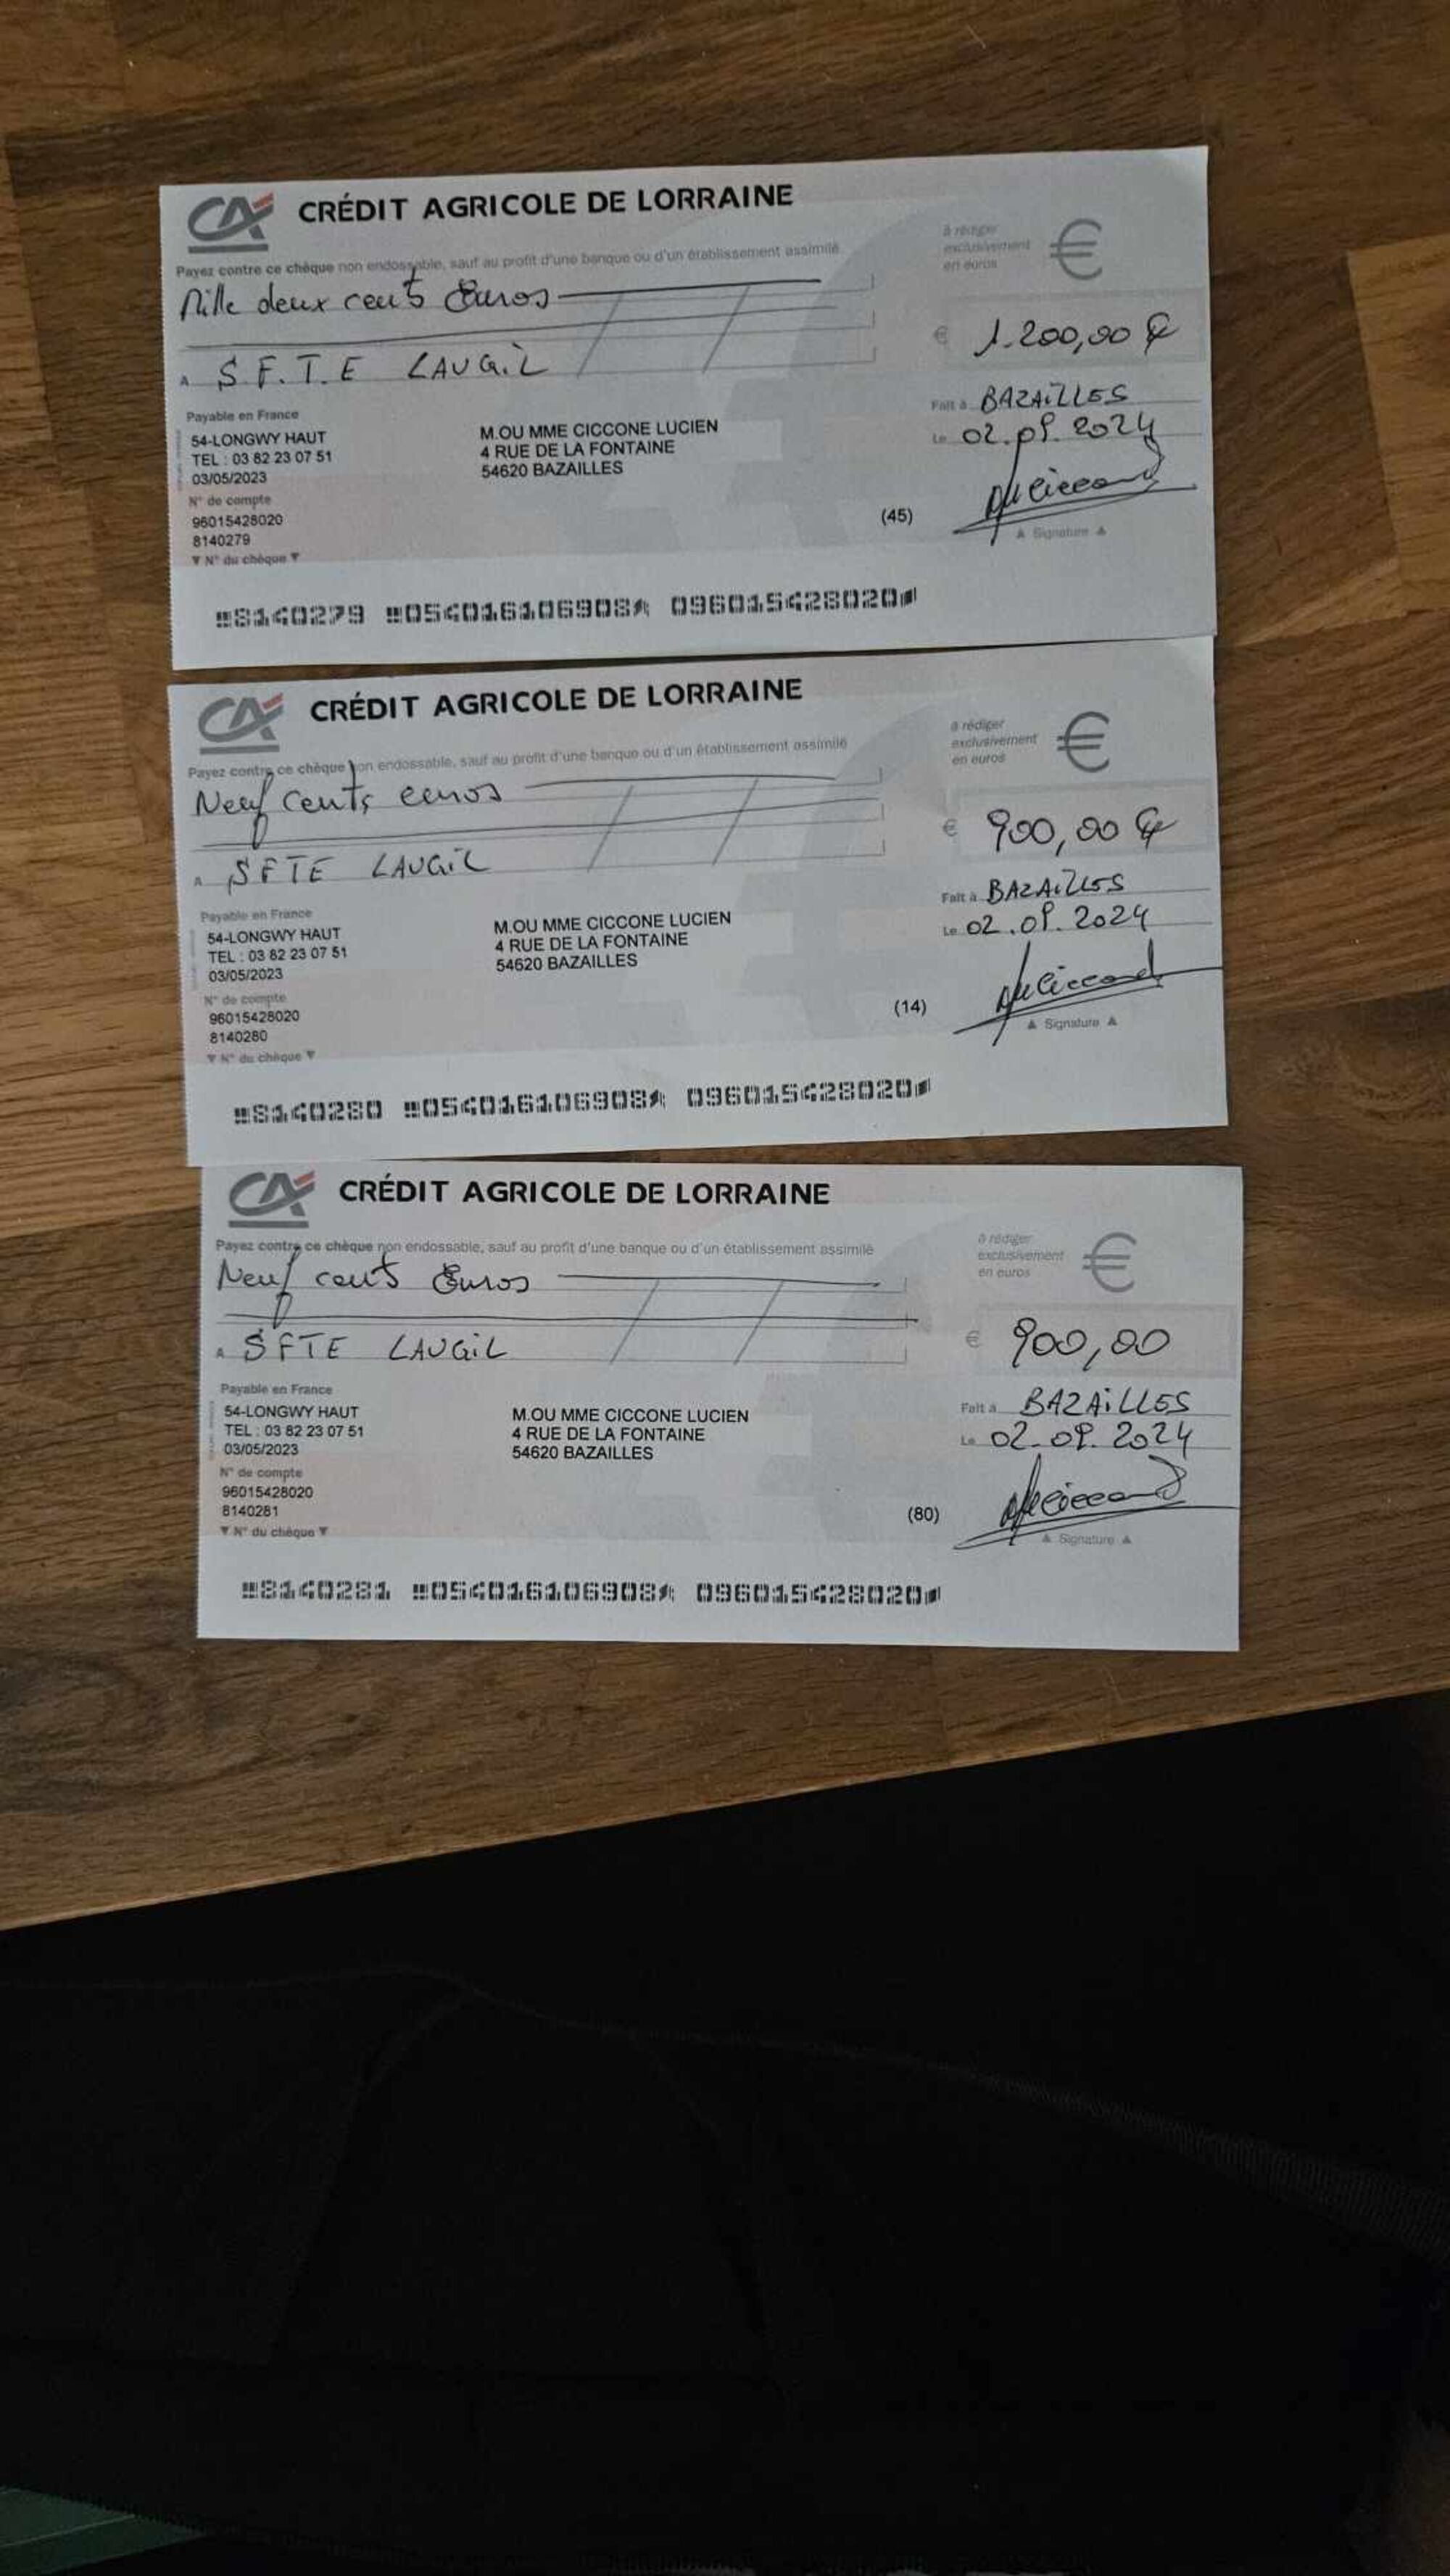 CA CRÉDIT AGRICOLE DE LORRAINE
à rédiger
exclusivement
en euros
€
Payez contre ce chèque non endossable, sauf au profit d'une banque ou d'un établissement assimilé
Mille deux cents Euros
€ 1.200,00 €
A S.F.T.E LAUGIL
Fait à BAZAILLES
Le 02.09.2024
Payable en France
54-LONGWY HAUT
TEL : 03 82 23 07 51
03/05/2023
M.OU MME CICCONE LUCIEN
4 RUE DE LA FONTAINE
54620 BAZAILLES
N° de compte
96015428020
8140279
▼ N° du chèque ▼
(45)
▲ Signature ▲
8140279 054016106908 096015428020
CA CRÉDIT AGRICOLE DE LORRAINE
à rédiger
exclusivement
en euros
€
Payez contre ce chèque non endossable, sauf au profit d'une banque ou d'un établissement assimilé
Neuf cents euros
€ 900,00 €
A SFTE LAUGIL
Fait à BAZAILLES
Le 02.09.2024
Payable en France
54-LONGWY HAUT
TEL : 03 82 23 07 51
03/05/2023
M.OU MME CICCONE LUCIEN
4 RUE DE LA FONTAINE
54620 BAZAILLES
N° de compte
96015428020
8140280
▼ N° du chèque ▼
(14)
▲ Signature ▲
8140280 054016106908 096015428020
CA CRÉDIT AGRICOLE DE LORRAINE
à rédiger
exclusivement
en euros
€
Payez contre ce chèque non endossable, sauf au profit d'une banque ou d'un établissement assimilé
Neuf cents Euros
€ 900,00
A SFTE LAUGIL
Fait à BAZAILLES
Le 02.09.2024
Payable en France
54-LONGWY HAUT
TEL : 03 82 23 07 51
03/05/2023
M.OU MME CICCONE LUCIEN
4 RUE DE LA FONTAINE
54620 BAZAILLES
N° de compte
96015428020
8140281
▼ N° du chèque ▼
(80)
▲ Signature ▲
8140281 054016106908 096015428020